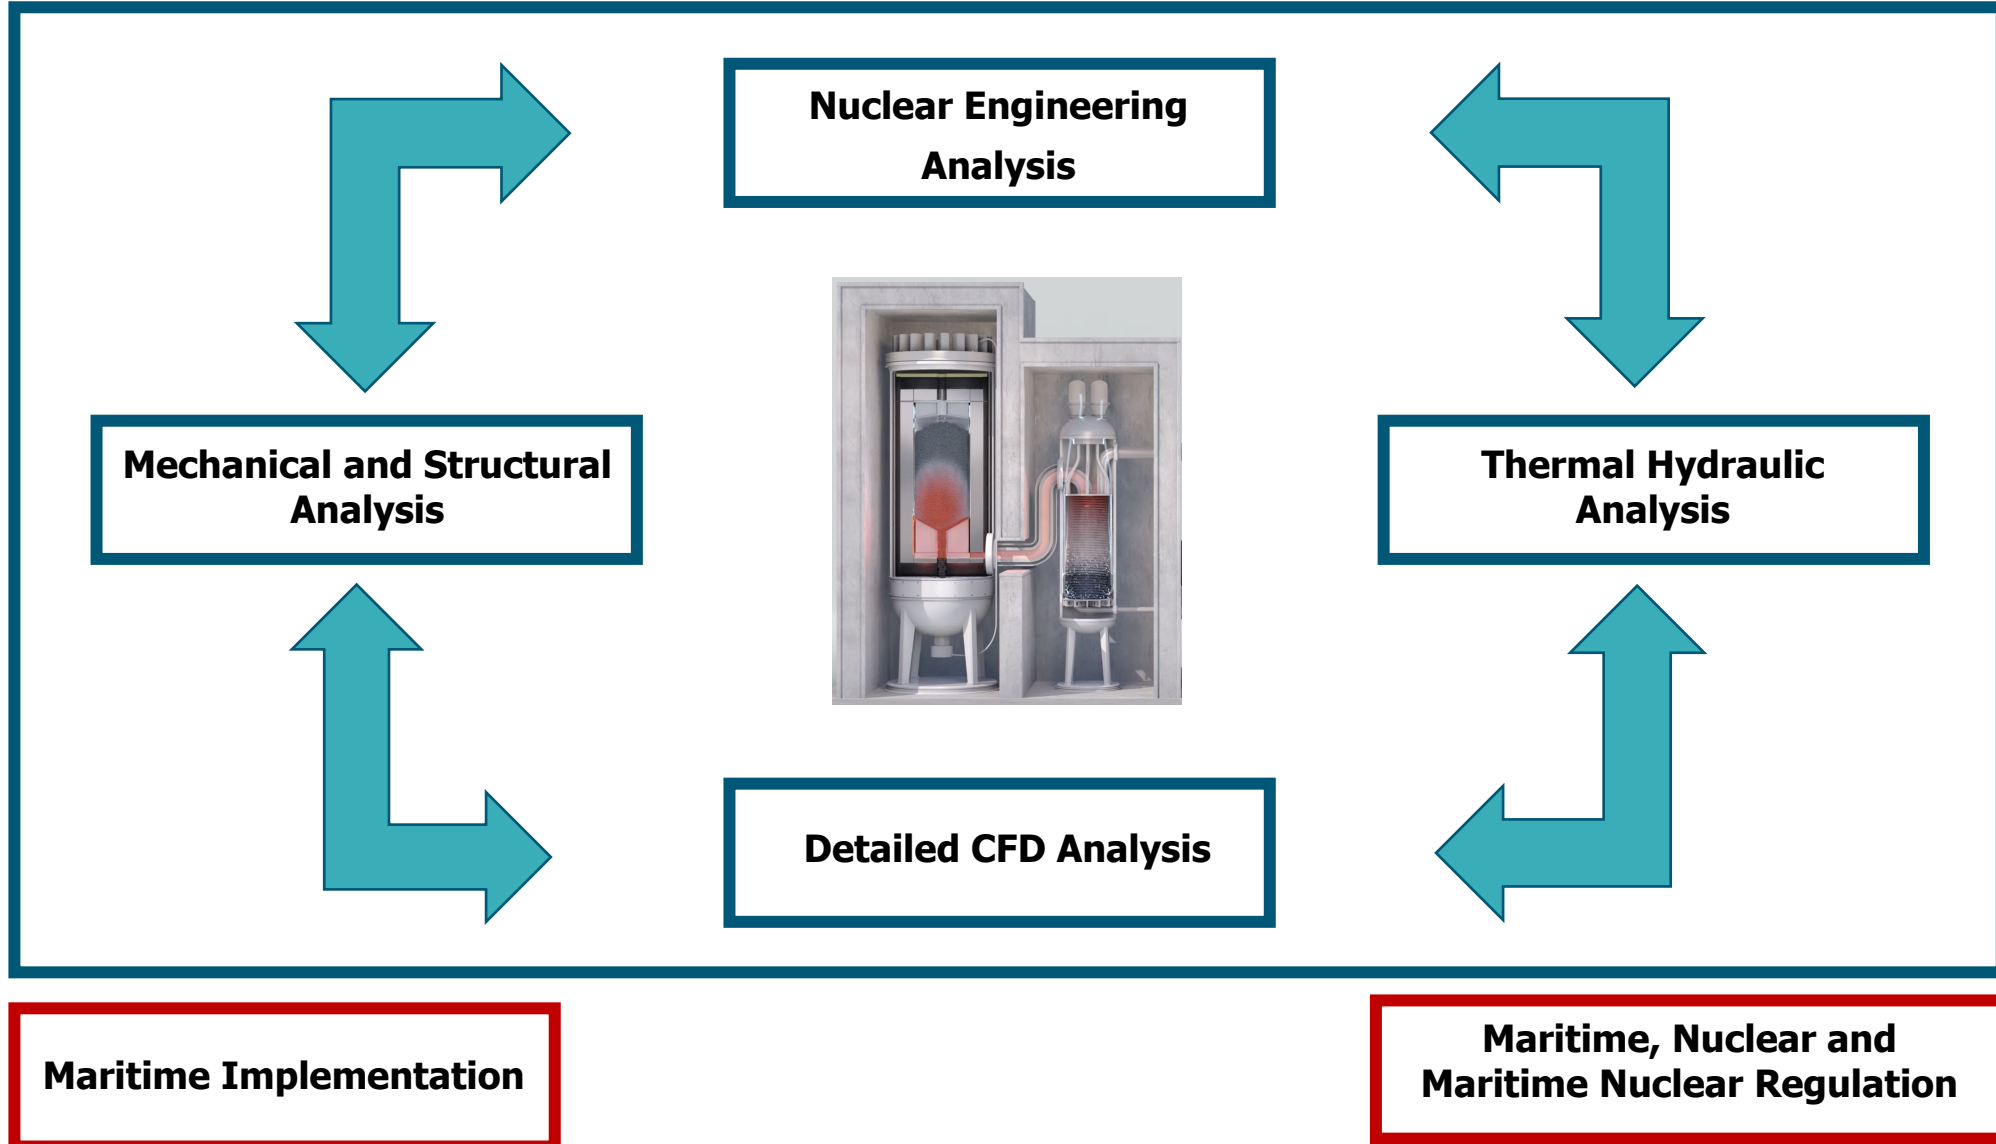 Nuclear Engineering
Analysis
Mechanical and Structural
Analysis
Thermal Hydraulic
Analysis
Detailed CFD Analysis
Maritime Implementation
Maritime, Nuclear and
Maritime Nuclear Regulation